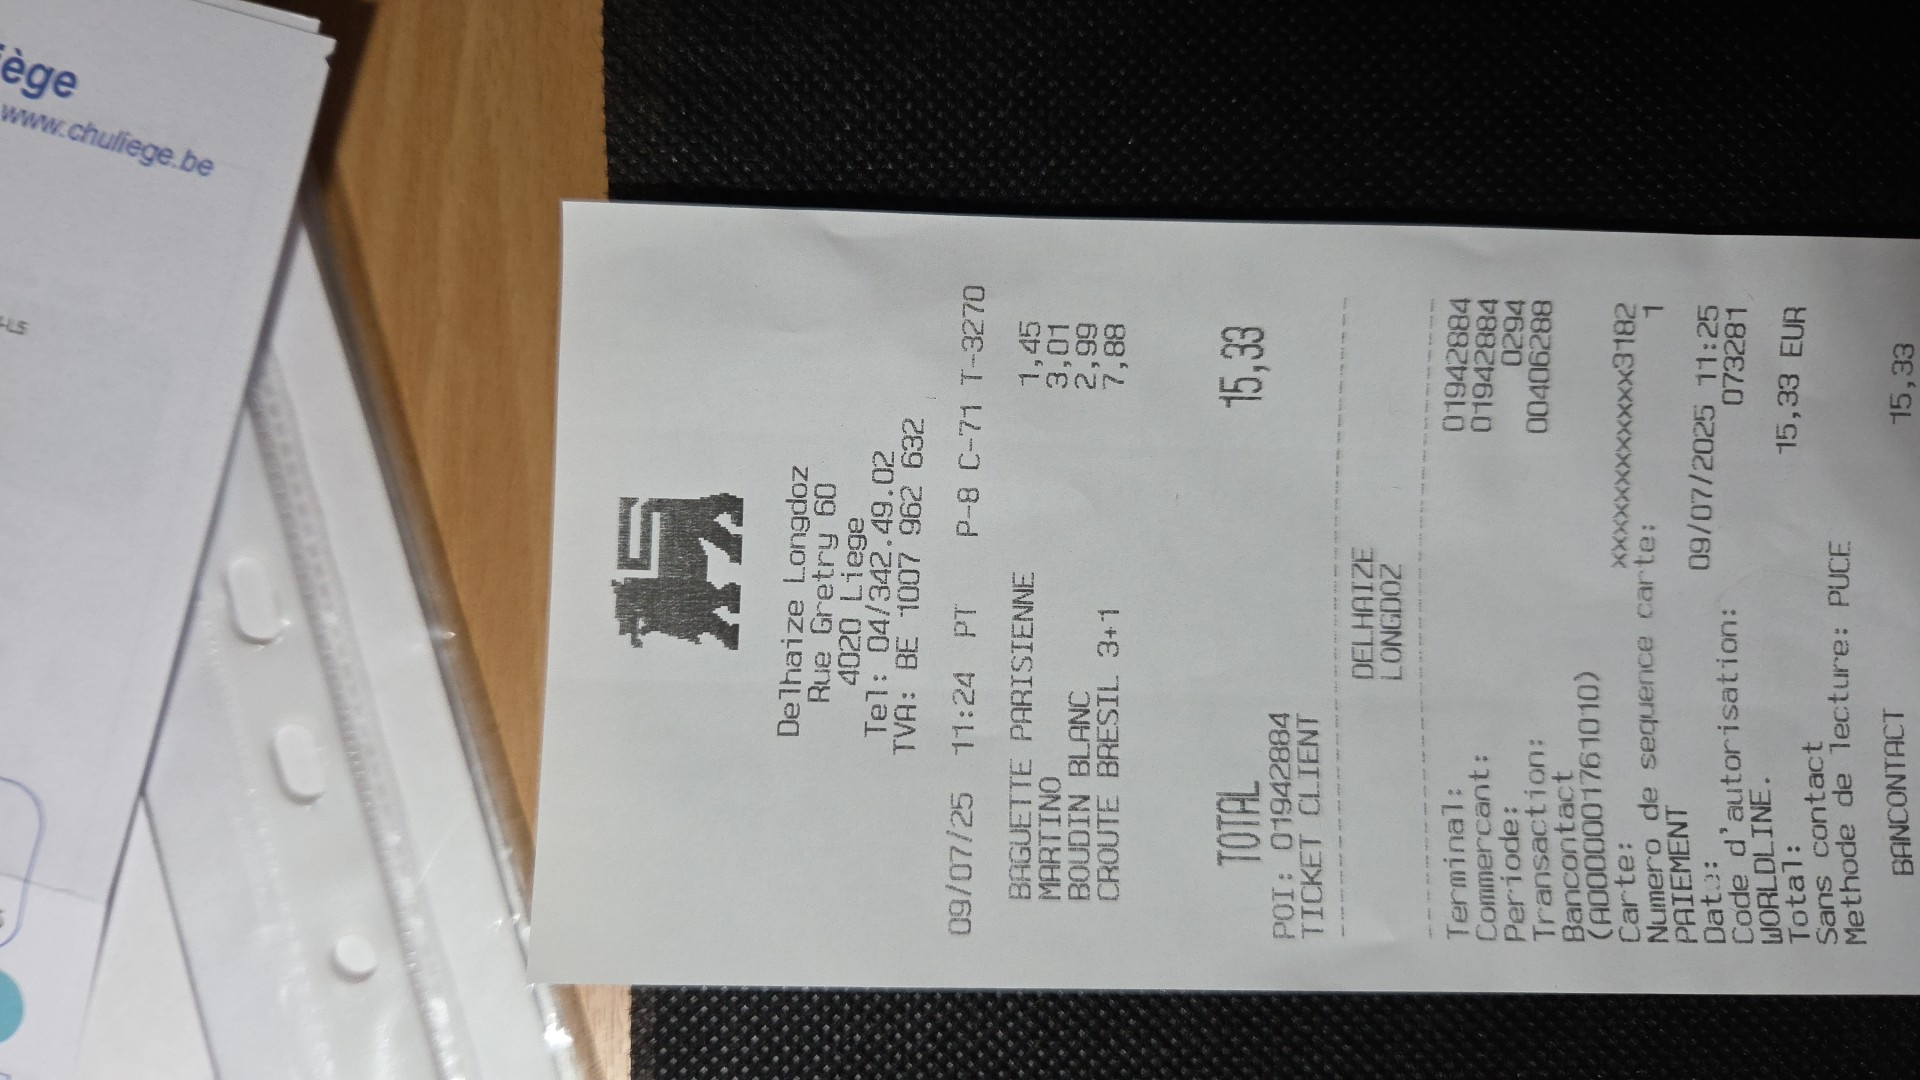 iège
www.chuliege.be
Delhaize Longdoz
Rue Gretry 60
4020 Liege
Tel: 04/342.49.02
TVA: BE 1007 962 632
09/07/25 11:24 PT P-8 C-71 T-3270
BAGUETTE PARISIENNE 1,45
MARTINO 3,01
BOUDIN BLANC 2,99
CROUTE BRESIL 3+1 7,88
TOTAL 15,33
POI: 01942884
TICKET CLIENT
DELHAIZE
LONGDOZ
Terminal: 01942884
Commercant: 01942884
Periode: 0294
Transaction: 00406288
Bancontact
(A0000001761010)
Carte: xxxxxxxxxxxxx3182
Numero de sequence carte: 1
PAIEMENT
Date: 09/07/2025 11:25
Code d'autorisation: 073281
WORLDLINE.
Total: 15,33 EUR
Sans contact
Methode de lecture: PUCE
BANCONTACT 15,33